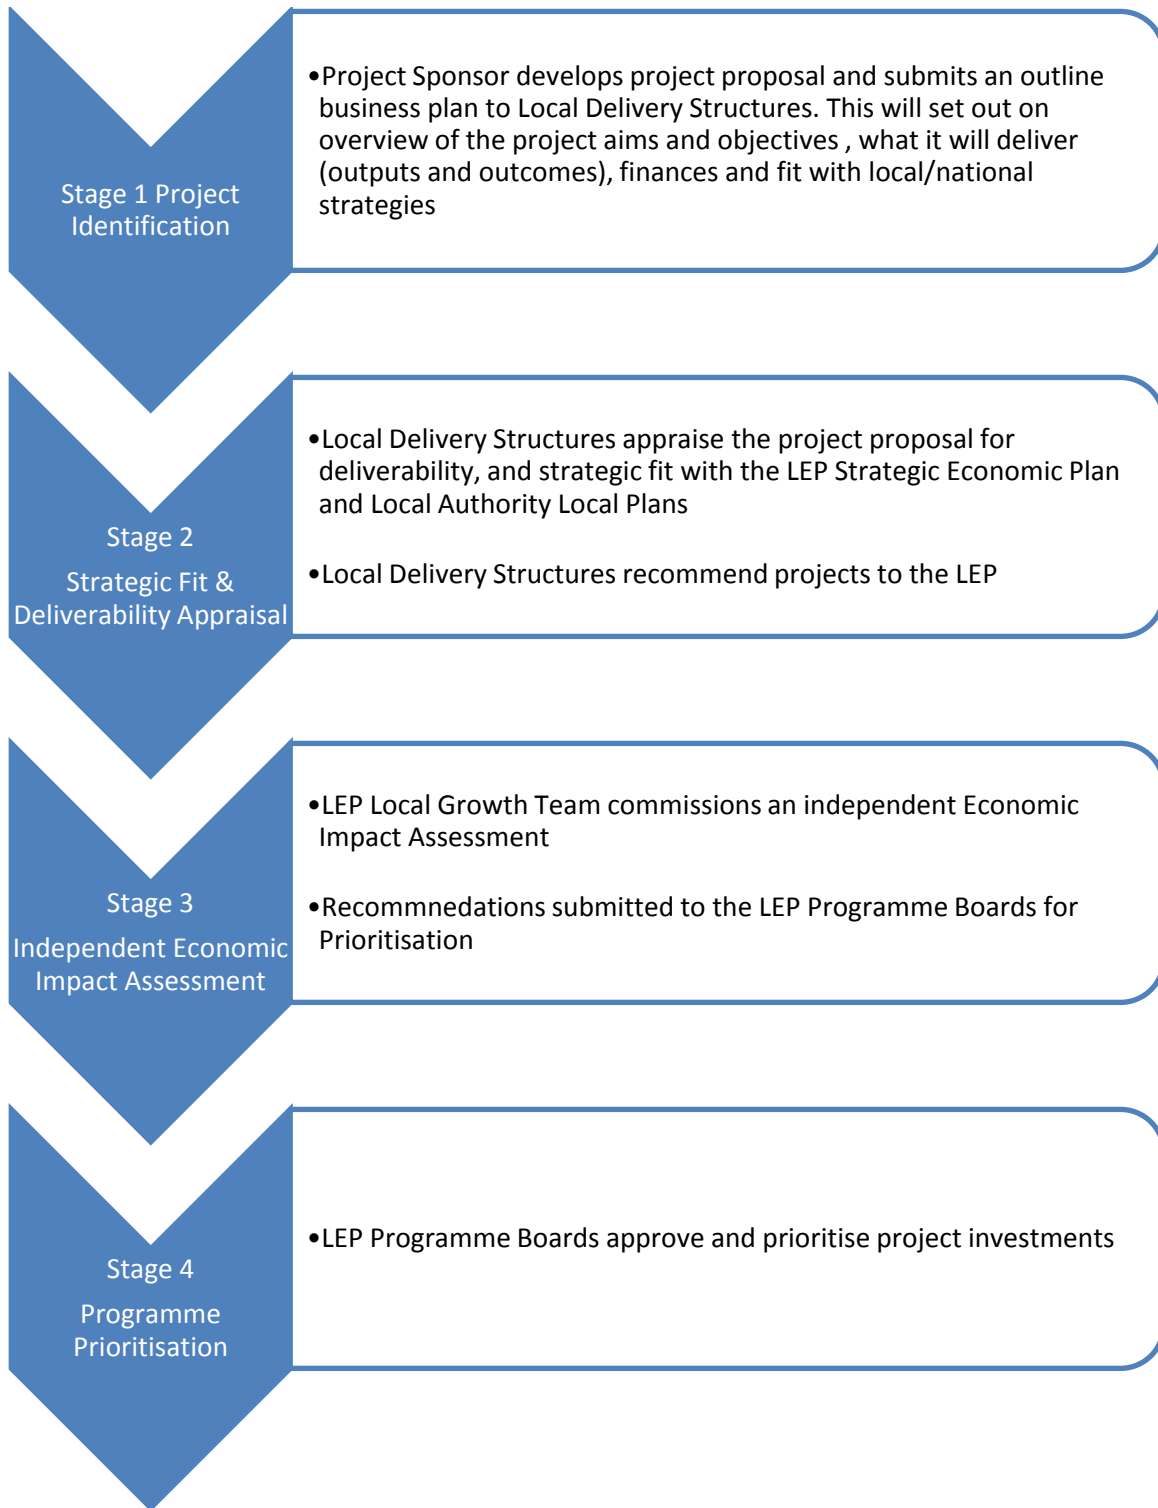 Stage 1 Project
Identification
•Project Sponsor develops project proposal and submits an outline
business plan to Local Delivery Structures. This will set out on
overview of the project aims and objectives , what it will deliver
(outputs and outcomes), finances and fit with local/national
strategies
Stage 2
Strategic Fit &
Deliverability Appraisal
•Local Delivery Structures appraise the project proposal for
deliverability, and strategic fit with the LEP Strategic Economic Plan
and Local Authority Local Plans
•Local Delivery Structures recommend projects to the LEP
Stage 3
Independent Economic
Impact Assessment
•LEP Local Growth Team commissions an independent Economic
Impact Assessment
•Recommnedations submitted to the LEP Programme Boards for
Prioritisation
Stage 4
Programme
Prioritisation
•LEP Programme Boards approve and prioritise project investments